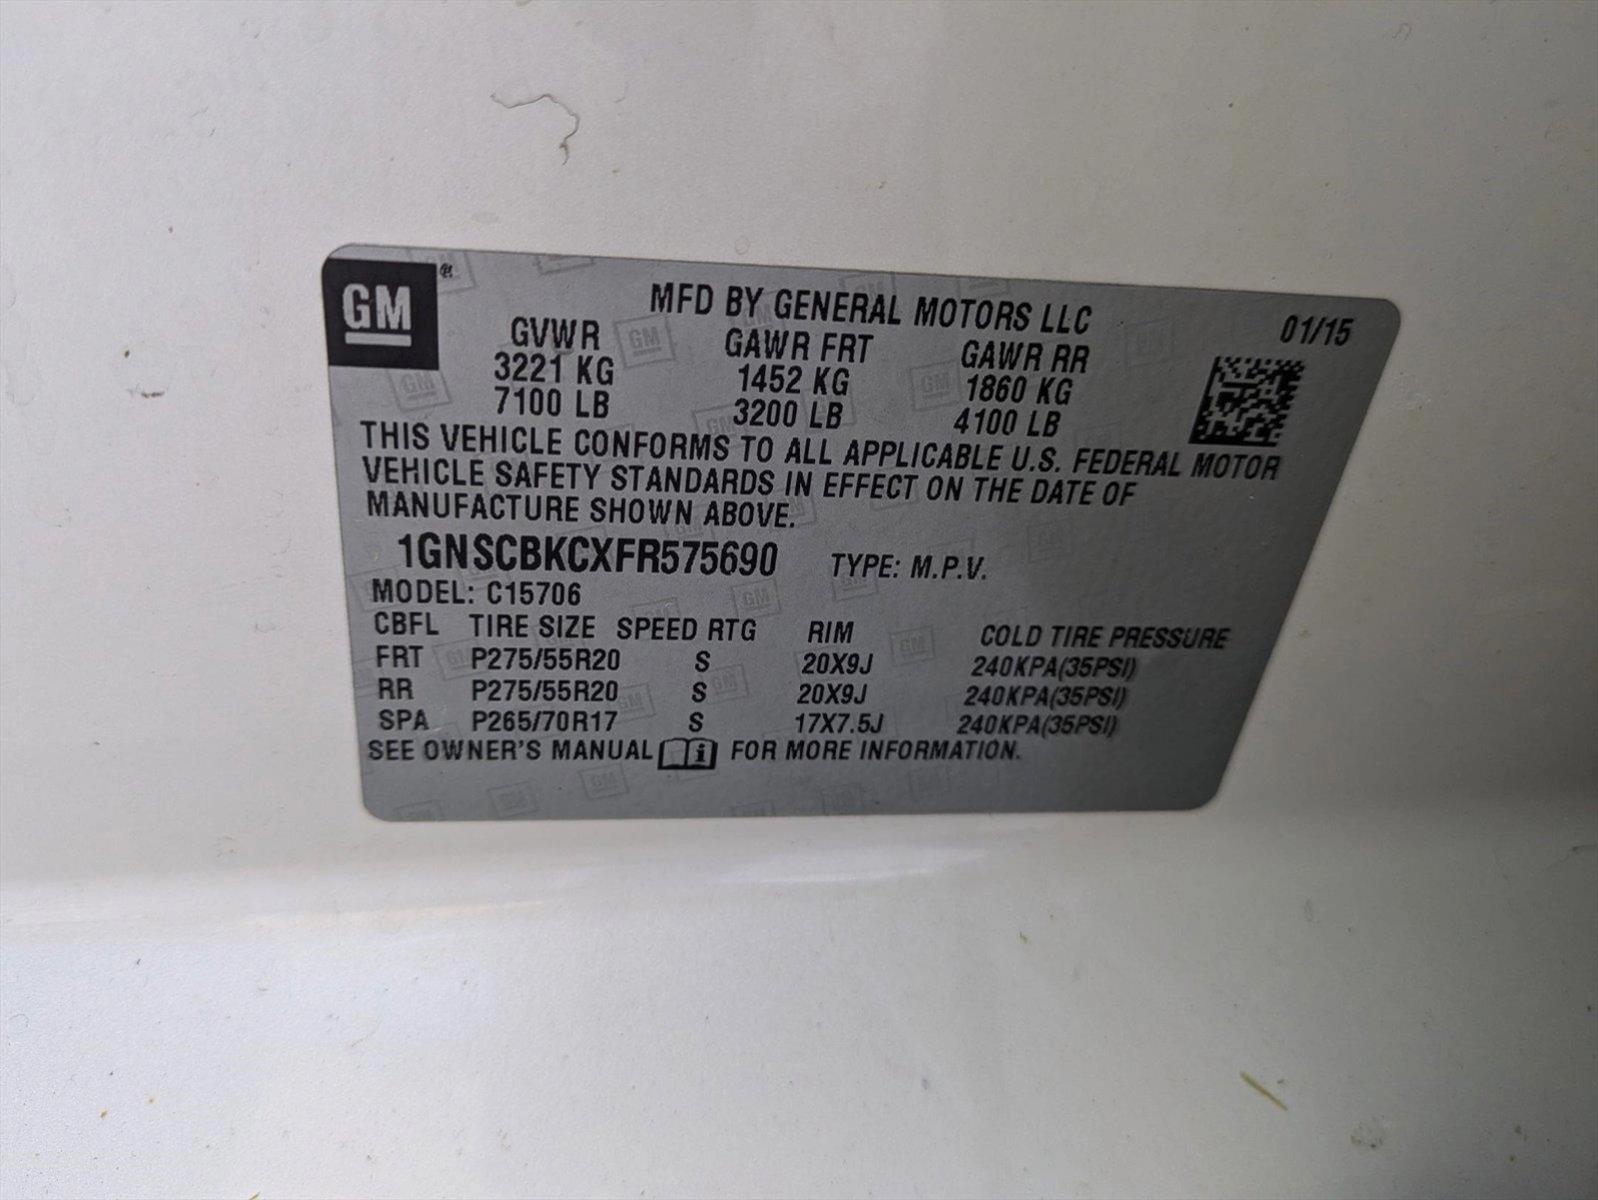 GM®
MFD BY GENERAL MOTORS LLC 01/15
GVWR GAWR FRT GAWR RR
3221 KG 1452 KG 1860 KG
7100 LB 3200 LB 4100 LB
THIS VEHICLE CONFORMS TO ALL APPLICABLE U.S. FEDERAL MOTOR
VEHICLE SAFETY STANDARDS IN EFFECT ON THE DATE OF
MANUFACTURE SHOWN ABOVE.
1GNSCBKCXFR575690 TYPE: M.P.V.
MODEL: C15706
CBFL TIRE SIZE SPEED RTG RIM COLD TIRE PRESSURE
FRT P275/55R20 S 20X9J 240KPA(35PSI)
RR P275/55R20 S 20X9J 240KPA(35PSI)
SPA P265/70R17 S 17X7.5J 240KPA(35PSI)
SEE OWNER'S MANUAL i FOR MORE INFORMATION.